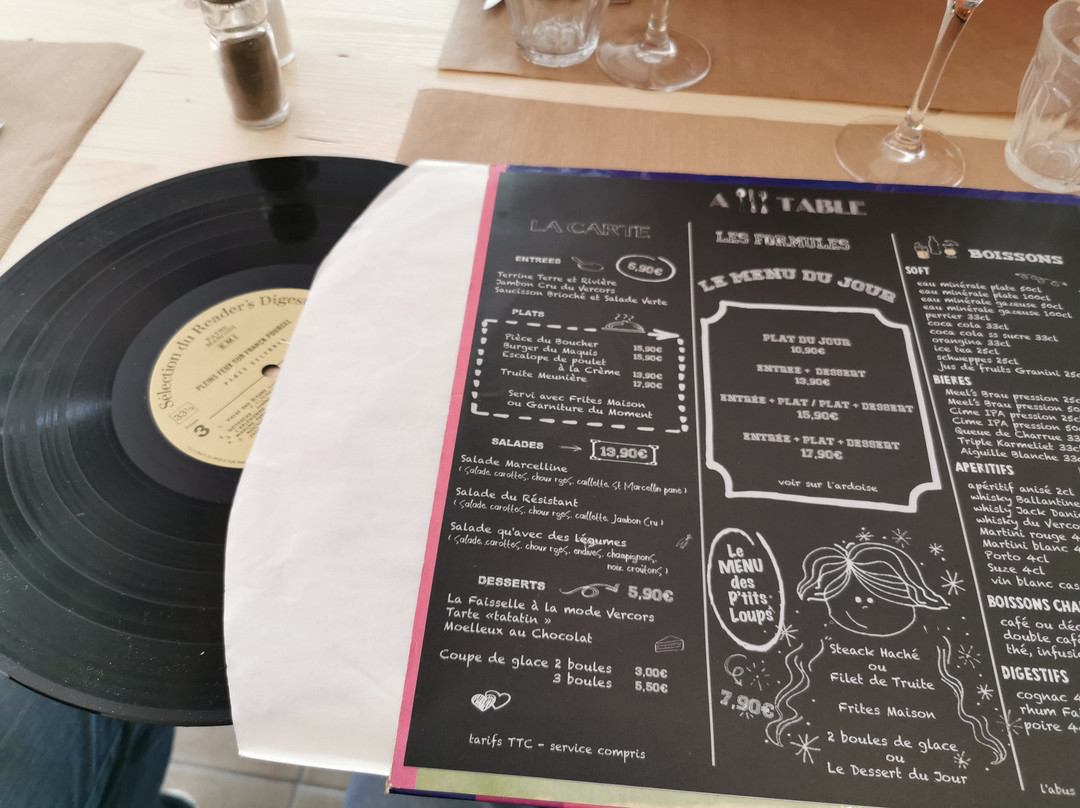 Sélection du Reader's Digest
PLEINS FEUX SUR FRANCK POURCEL
33 1/3
3
A TABLE
LA CARTE
ENTREES 6,90€
Terrine Terre et Rivière
Jambon Cru du Vercors
Saucisson Brioché et Salade Verte
PLATS
Pièce du Boucher 15,90€
Burger du Maquis 15,90€
Escalope de poulet
à la Crème 13,90€
Truite Meunière 17,90€
Servi avec Frites Maison
ou Garniture du Moment
SALADES 13,90€
Salade Marcelline
( Salade, carottes, choux rges, caillette, St Marcellin pané )
Salade du Résistant
( Salade, carottes, choux rges, caillette, Jambon Cru )
Salade qu'avec des légumes
( Salade, carottes, choux rges, endives, champignons,
noix, croûtons )
DESSERTS 5,90€
La Faisselle à la mode Vercors
Tarte «tatatin »
Moelleux au Chocolat
Coupe de glace 2 boules 3,00€
3 boules 5,50€
tarifs TTC - service compris
LES FORMULES
LE MENU DU JOUR
PLAT DU JOUR
10,90€
ENTREE + DESSERT
13,90€
ENTRÉE + PLAT / PLAT + DESSERT
15,90€
ENTRÉE + PLAT + DESSERT
17,90€
voir sur l'ardoise
Le
MENU
des
P'tits
Loups
7,90€
Steack Haché
ou
Filet de Truite
Frites Maison
2 boules de glace
ou
Le Dessert du Jour
BOISSONS
SOFT
eau minérale plate 50cl
eau minérale plate 100cl
eau minérale gazeuse 50cl
eau minérale gazeuse 100cl
perrier 33cl
coca cola 33cl
coca cola ss sucre 33cl
orangina 33cl
ice tea 25cl
schweppes 25cl
jus de fruits Granini 25c
BIERES
Meel's Brau pression 25c
Meel's Brau pression 50
Cime IPA pression 25c
Cime IPA pression 50
Queue de Charrue 33
Triple Karmeliet 33c
Aiguille Blanche 33c
APERITIFS
apéritif anisé 2cl
whisky Ballantine
whisky Jack Dani
whisky du Verco
Martini rouge 4
Martini blanc 4
Porto 4cl
Suze 4cl
vin blanc cas
BOISSONS CHA
café ou déc
double café
thé, infusi
DIGESTIFS
cognac 4
rhum Fa
poire 4
L'abus